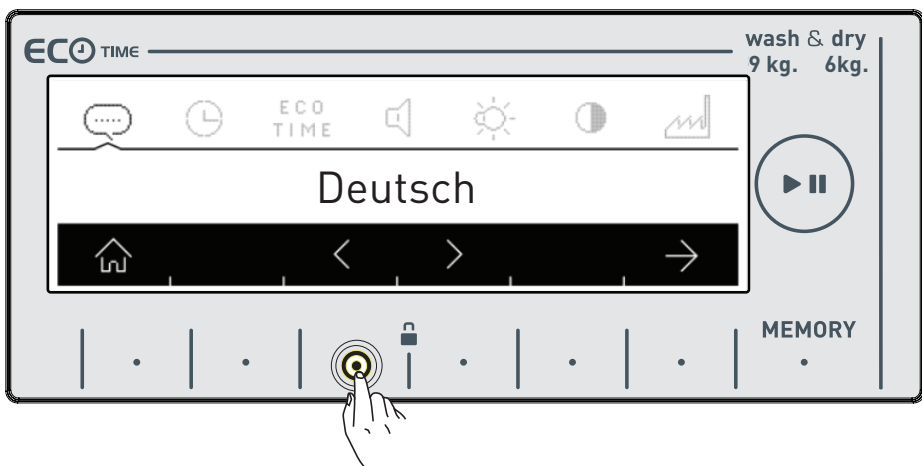 ECO TIME
wash & dry
9 kg. 6kg.
ECO
TIME
Deutsch
MEMORY